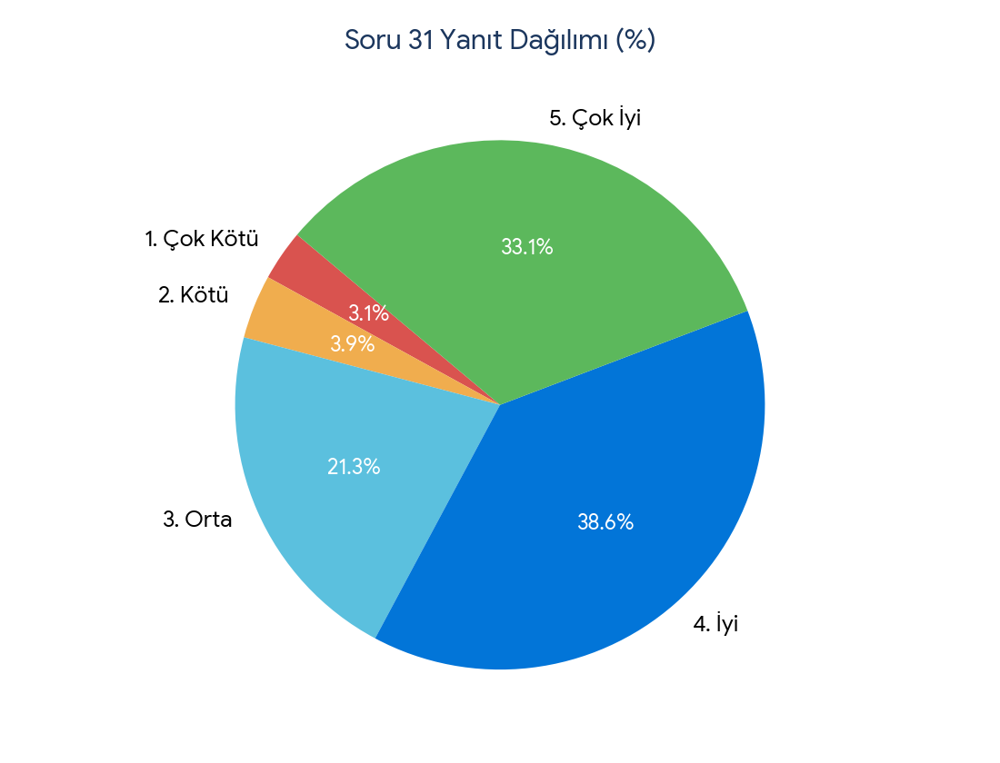 Soru 31 Yanıt Dağılımı (%)
5. Çok İyi
33.1%
1. Çok Kötü
3.1%
2. Kötü
3.9%
21.3%
3. Orta
38.6%
4. İyi